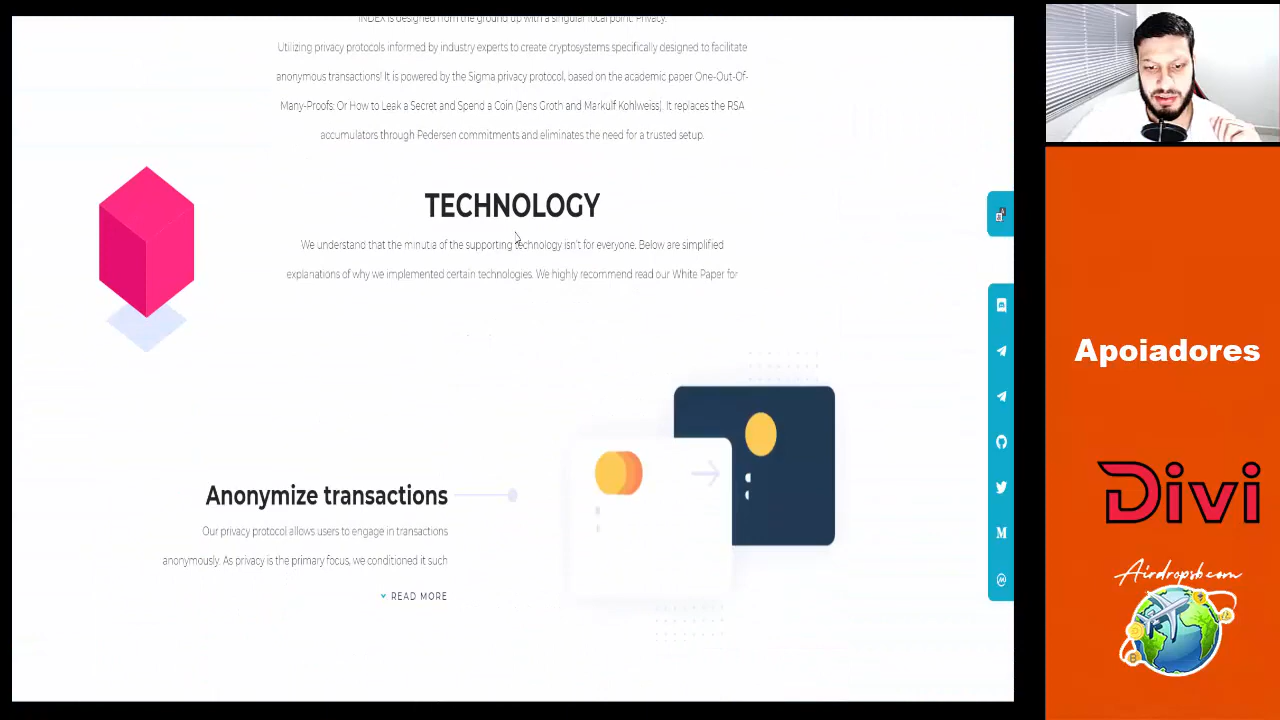 INDEX is designed from the ground up with a singular focal point: Privacy.
Utilizing privacy protocols informed by industry experts to create cryptosystems specifically designed to facilitate
anonymous transactions! It is powered by the Sigma privacy protocol, based on the academic paper One-Out-Of-
Many-Proofs: Or How to Leak a Secret and Spend a Coin (Jens Groth and Markulf Kohlweiss). It replaces the RSA
accumulators through Pedersen commitments and eliminates the need for a trusted setup.
TECHNOLOGY
We understand that the minutia of the supporting technology isn't for everyone. Below are simplified
explanations of why we implemented certain technologies. We highly recommend read our White Paper for
Anonymize transactions
Our privacy protocol allows users to engage in transactions
anonymously. As privacy is the primary focus, we conditioned it such
READ MORE
Apoiadores
Divi
Airdropsb.com